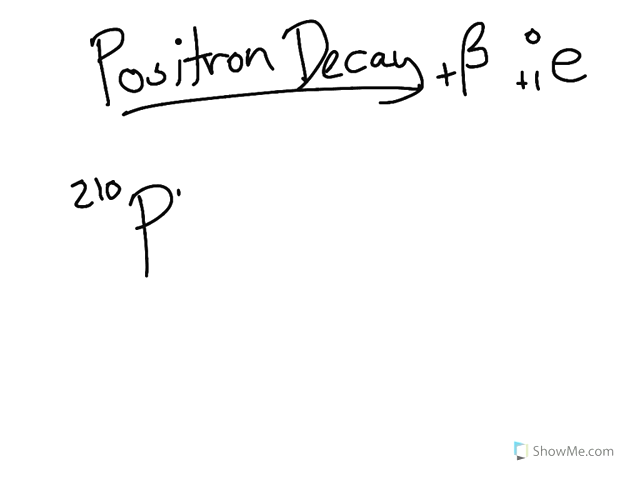 Positron Decay +β ⁰₊₁e
²¹⁰P
ShowMe.com